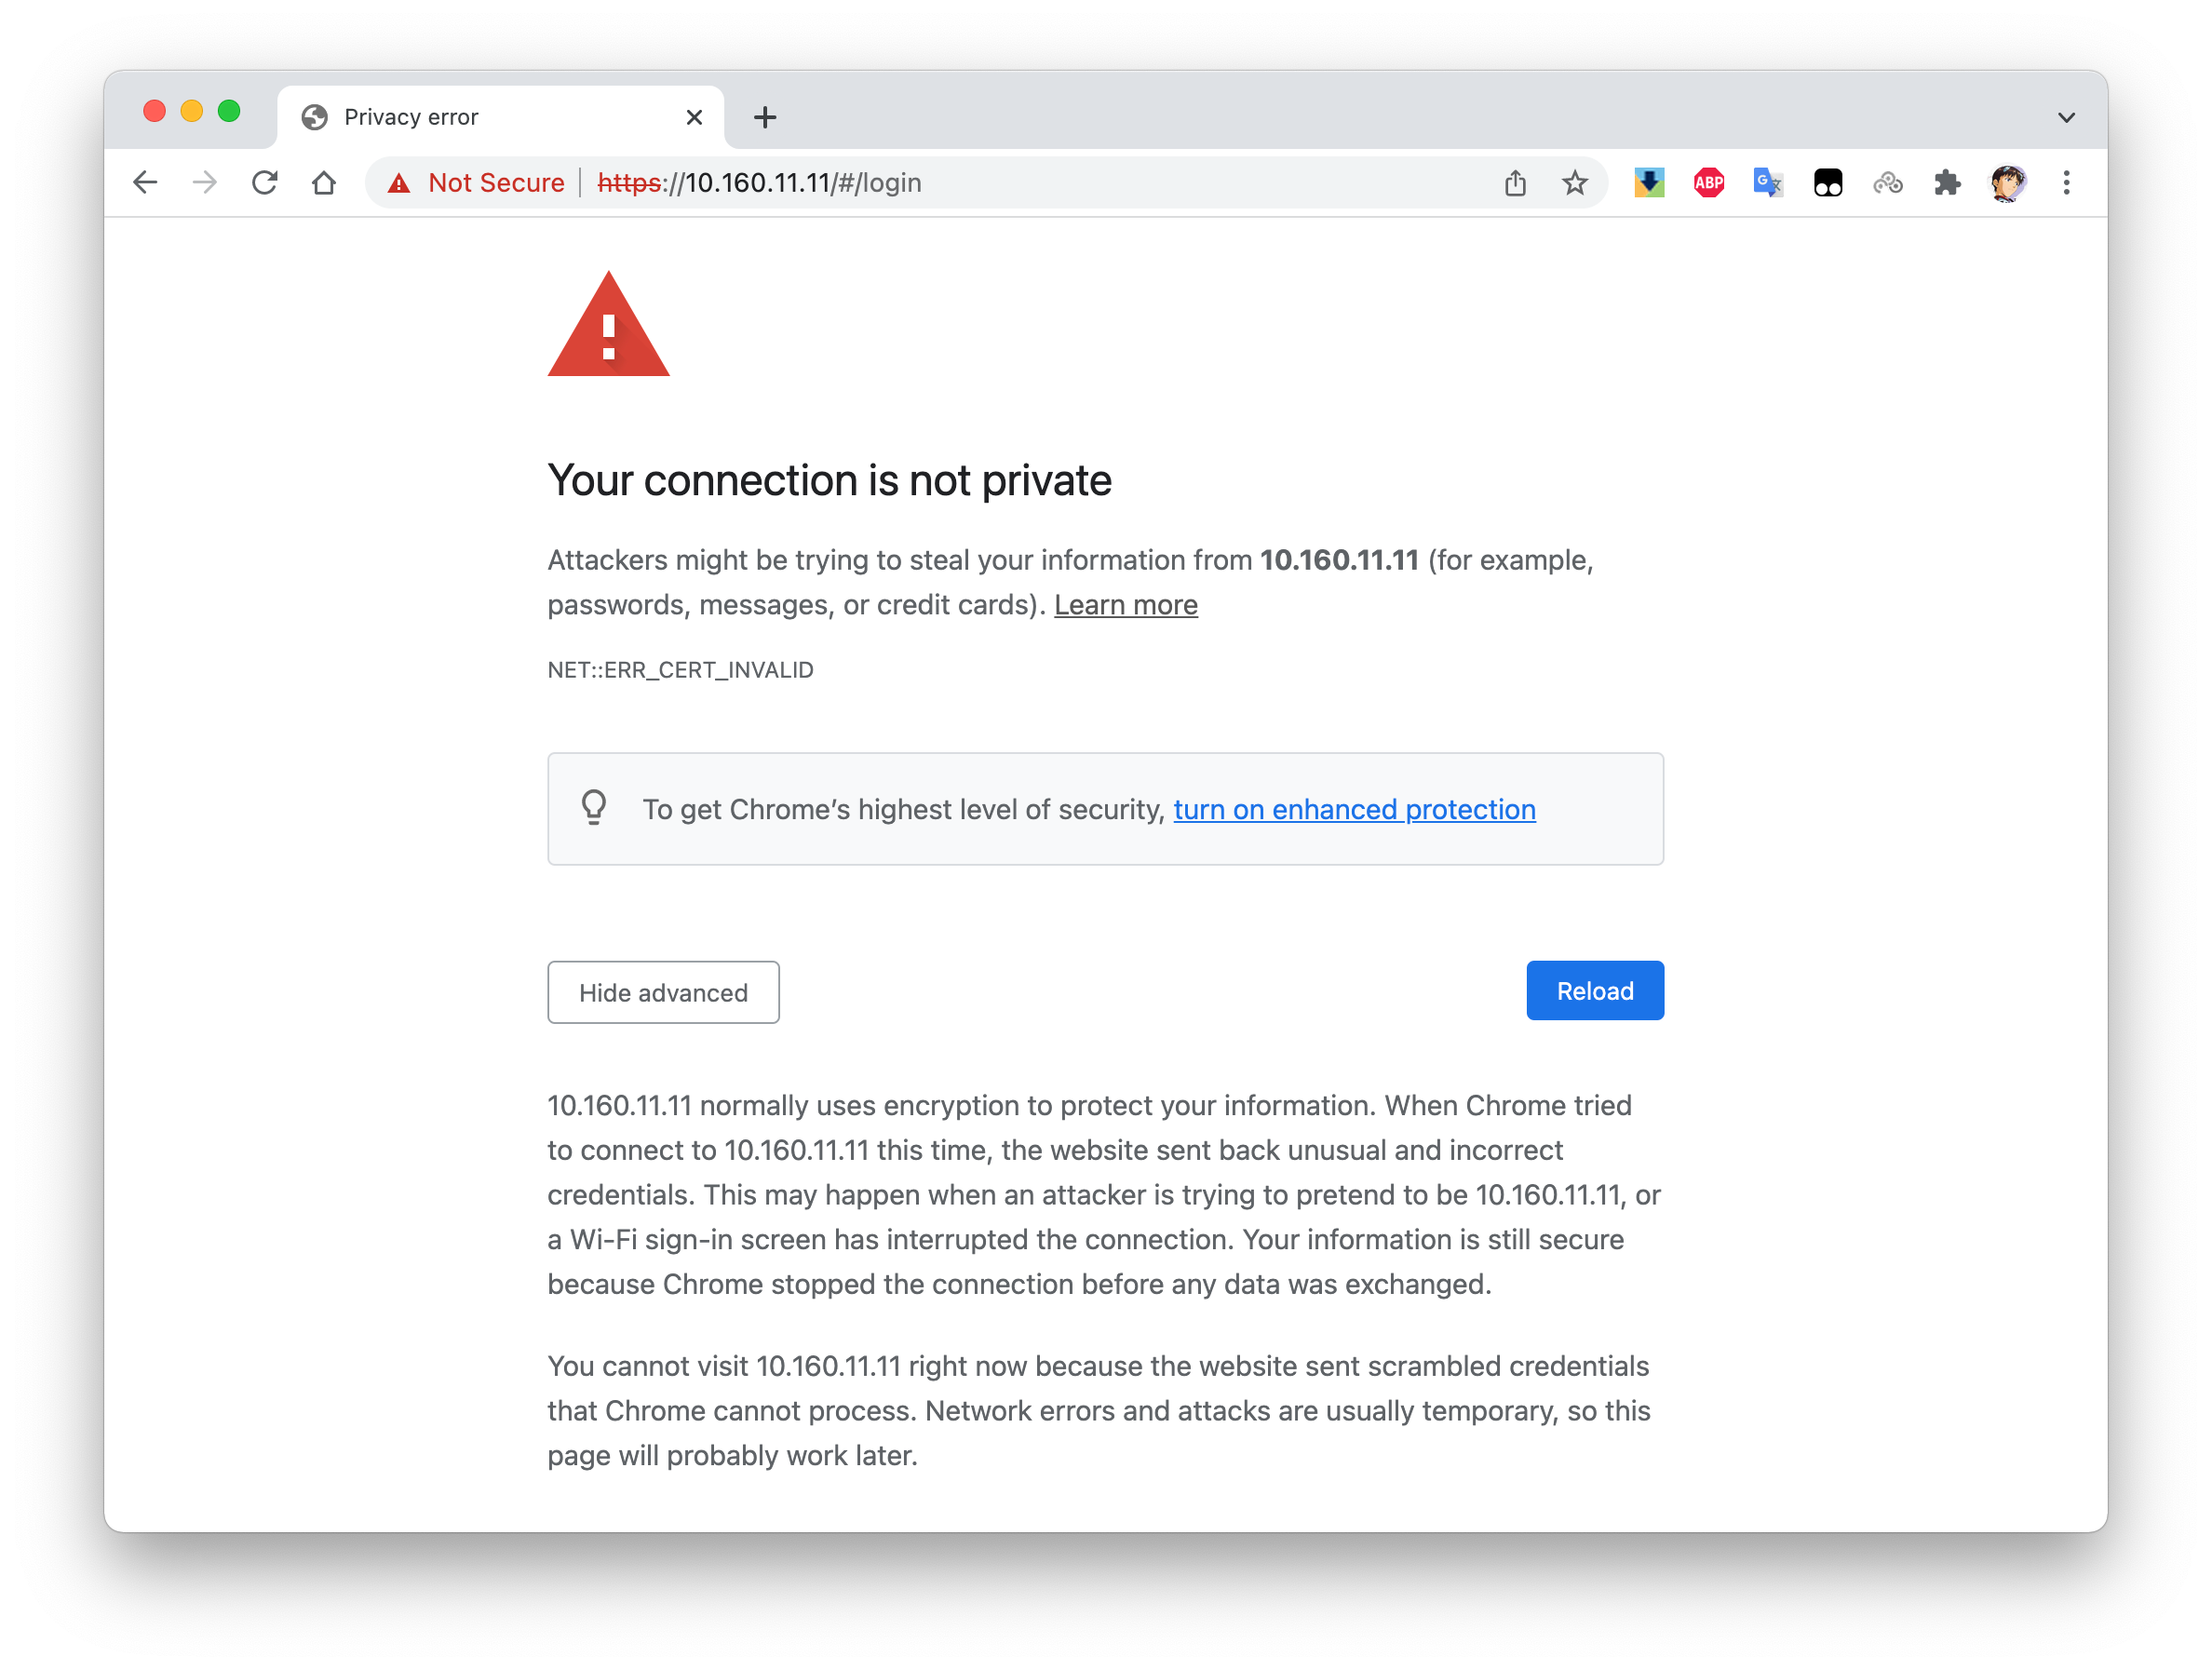 Privacy error
Not Secure | https://10.160.11.11/#/login
ABP
G
Your connection is not private
Attackers might be trying to steal your information from 10.160.11.11 (for example,
passwords, messages, or credit cards). Learn more
NET::ERR_CERT_INVALID
To get Chrome’s highest level of security, turn on enhanced protection
Hide advanced
Reload
10.160.11.11 normally uses encryption to protect your information. When Chrome tried
to connect to 10.160.11.11 this time, the website sent back unusual and incorrect
credentials. This may happen when an attacker is trying to pretend to be 10.160.11.11, or
a Wi-Fi sign-in screen has interrupted the connection. Your information is still secure
because Chrome stopped the connection before any data was exchanged.
You cannot visit 10.160.11.11 right now because the website sent scrambled credentials
that Chrome cannot process. Network errors and attacks are usually temporary, so this
page will probably work later.